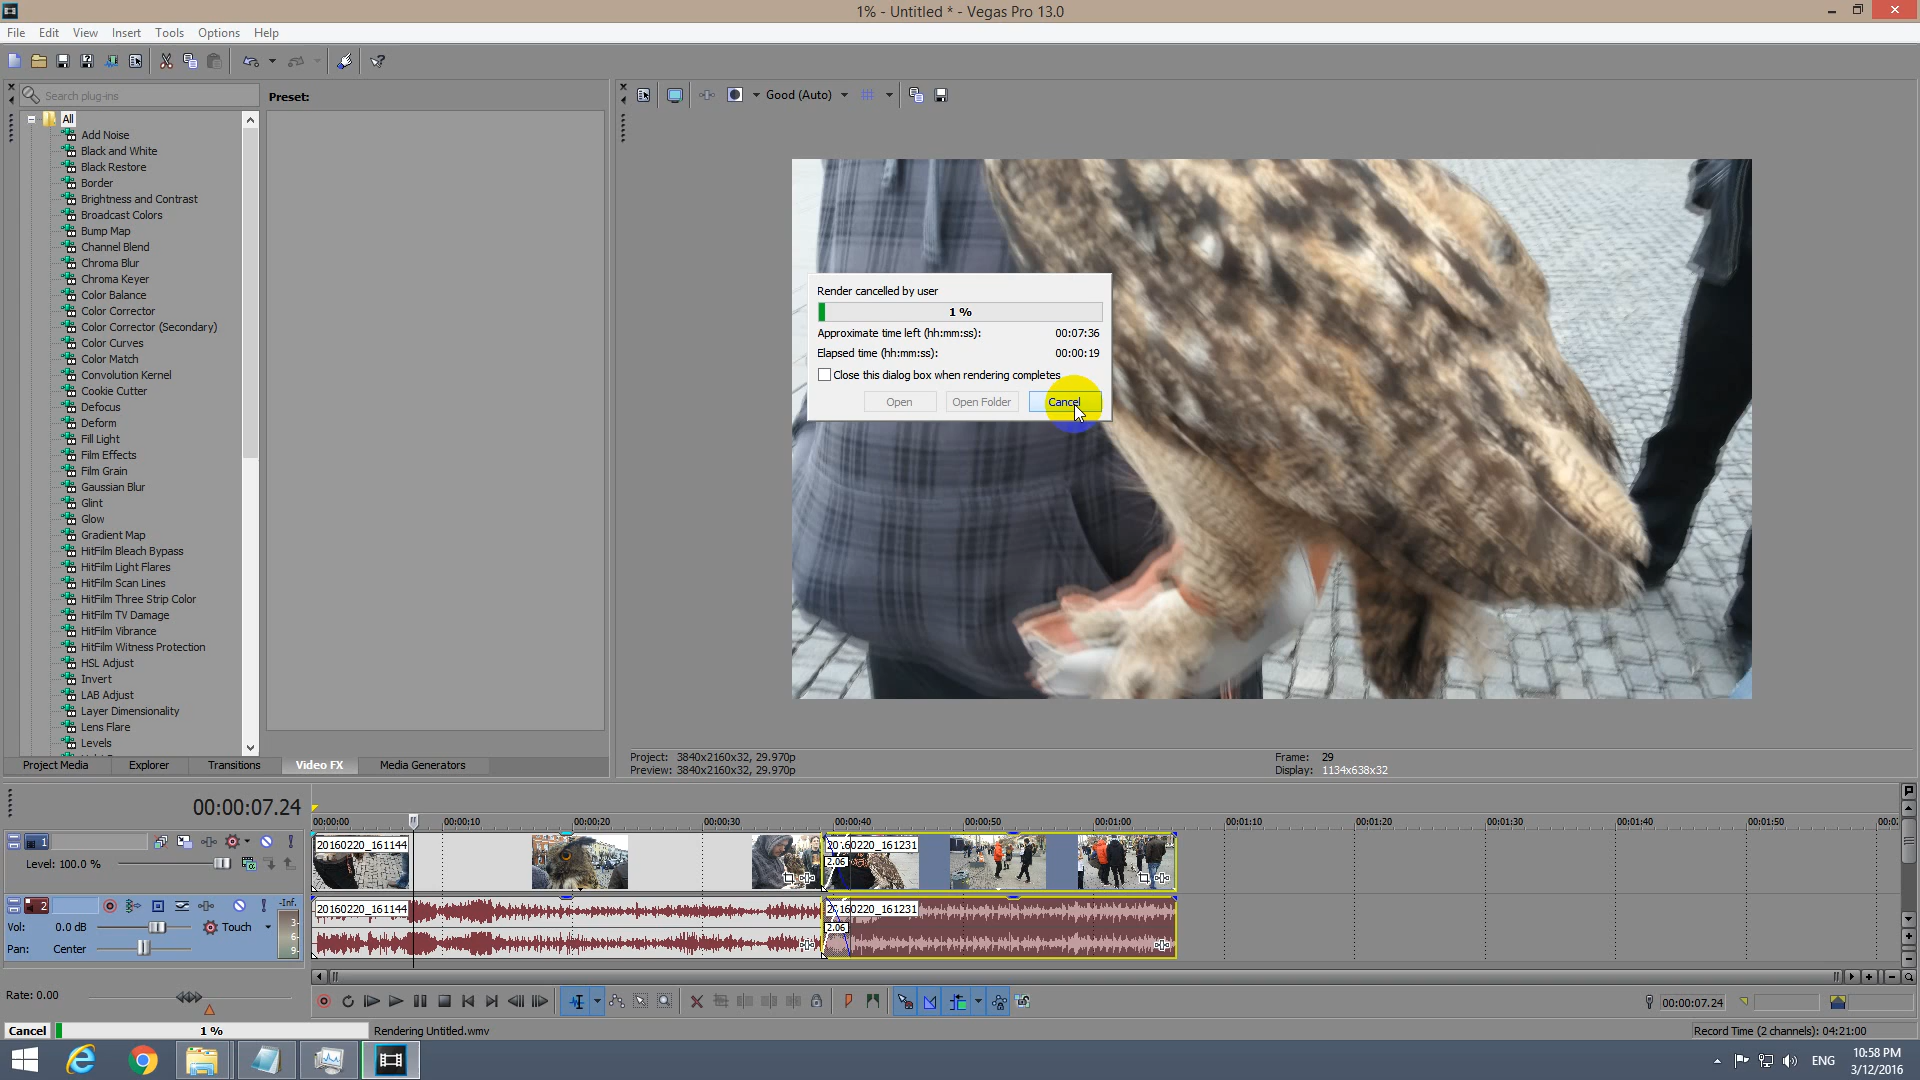 1% - Untitled * - Vegas Pro 13.0
File Edit View Insert Tools Options Help
Search plug-ins
Preset:
Good (Auto)
All
Add Noise
Black and White
Black Restore
Border
Brightness and Contrast
Broadcast Colors
Bump Map
Channel Blend
Chroma Blur
Chroma Keyer
Color Balance
Color Corrector
Color Corrector (Secondary)
Color Curves
Color Match
Convolution Kernel
Cookie Cutter
Defocus
Deform
Fill Light
Film Effects
Film Grain
Gaussian Blur
Glint
Glow
Gradient Map
HitFilm Bleach Bypass
HitFilm Light Flares
HitFilm Scan Lines
HitFilm Three Strip Color
HitFilm TV Damage
HitFilm Vibrance
HitFilm Witness Protection
HSL Adjust
Invert
LAB Adjust
Layer Dimensionality
Lens Flare
Levels
Render cancelled by user
1 %
Approximate time left (hh:mm:ss): 00:07:36
Elapsed time (hh:mm:ss): 00:00:19
Close this dialog box when rendering completes
Open Open Folder Cancel
Project: 3840x2160x32, 29.970p
Preview: 3840x2160x32, 29.970p
Frame: 29
Display: 1134x638x32
Project Media Explorer Transitions Video FX Media Generators
00:00:07.24
00:00:00 00:00:10 00:00:20 00:00:30 00:00:40 00:00:50 00:01:00 00:01:10 00:01:20 00:01:30 00:01:40 00:01:50 00:0
1
Level: 100.0 %
20160220_161144
20160220_161231
2.06
2
-Inf.
Vol: 0.0 dB Touch
Pan: Center
3-
6-
9-
20160220_161144
20160220_161231
2.06
Rate: 0.00
00:00:07.24
Cancel 1 % Rendering Untitled.wmv
Record Time (2 channels): 04:21:00
ENG
10:58 PM
3/12/2016